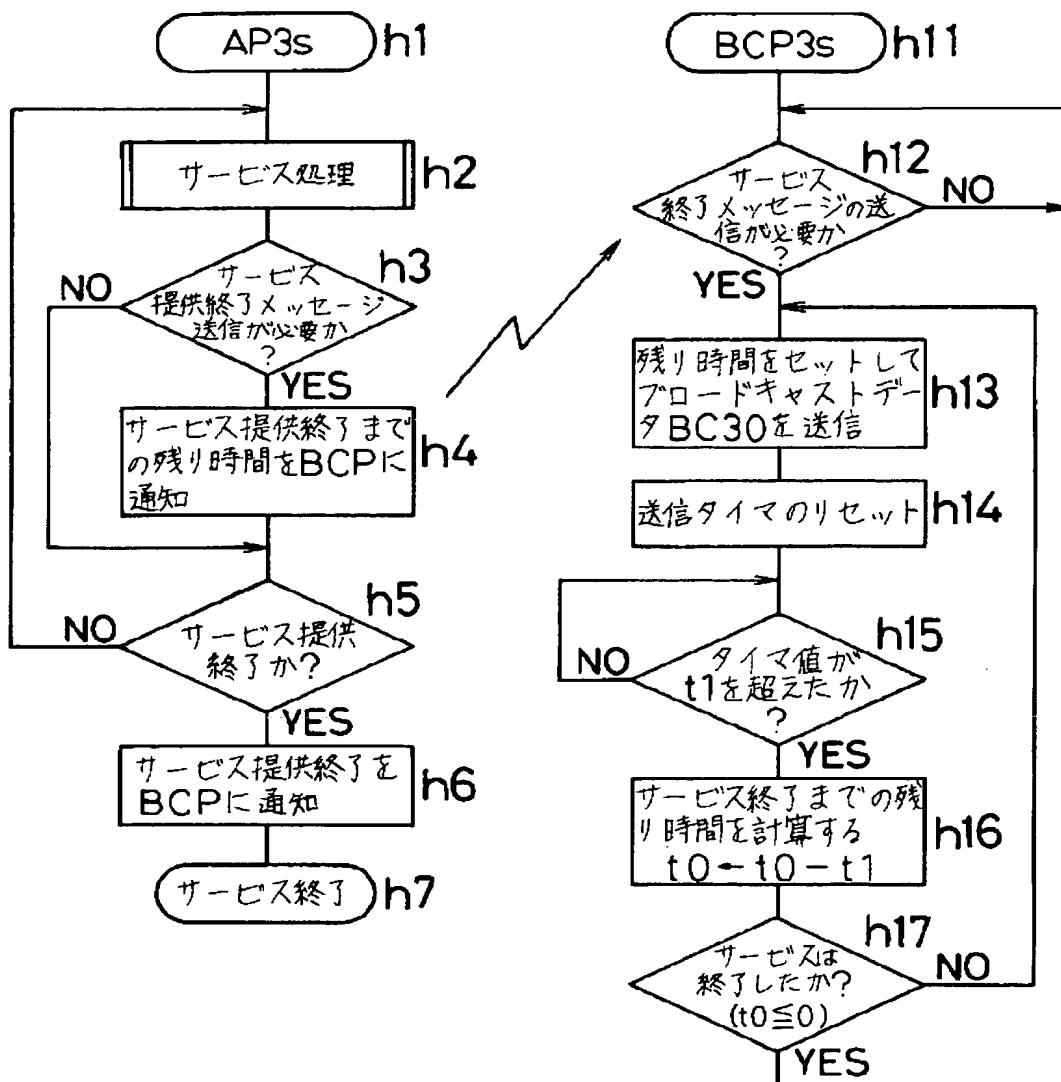 AP3s h1
サービス処理 h2
h3
サービス
提供終了メッセージ
送信が必要か
?
NO
YES
サービス提供終了まで
の残り時間をBCPに
通知
h4
h5
サービス提供
終了か?
NO
YES
サービス提供終了を
BCPに通知
h6
サービス終了 h7
BCP3s h11
h12
サービス
終了メッセージの送
信が必要か
?
NO
YES
残り時間をセットして
ブロードキャストデー
タBC30を送信
h13
送信タイマのリセット h14
h15
タイマ値が
t1を超えたか
?
NO
YES
サービス終了までの残
り時間を計算する
t0←t0−t1
h16
h17
サービスは
終了したか?
(t0≦0)
NO
YES